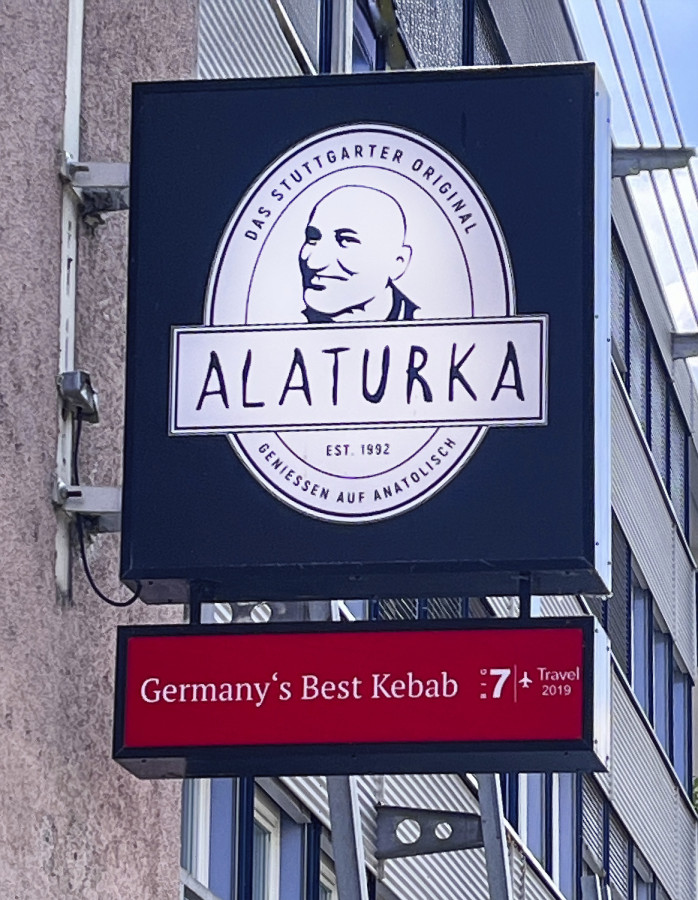 DAS STUTTGARTER ORIGINAL
ALATURKA
EST. 1992
GENIESSEN AUF ANATOLISCH
Germany‘s Best Kebab
7 Travel
2019